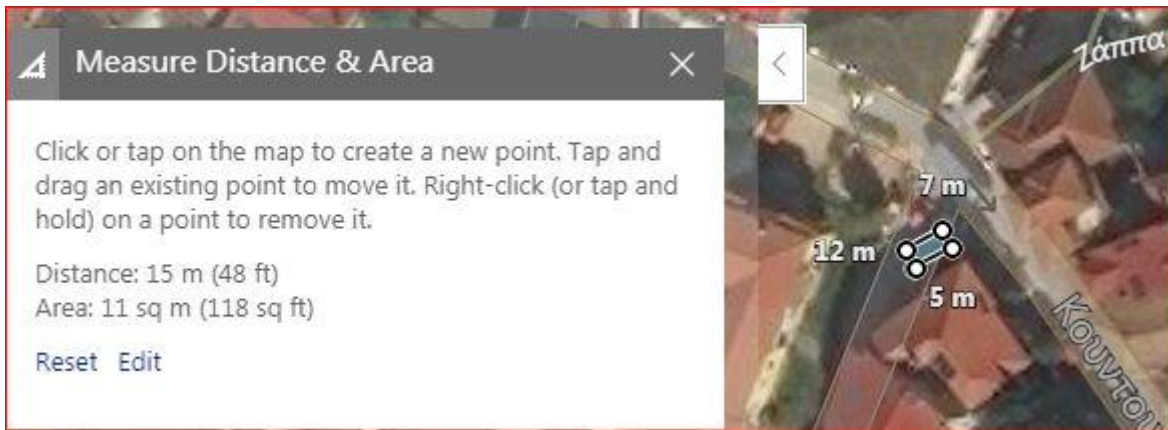 Measure Distance & Area
Click or tap on the map to create a new point. Tap and
drag an existing point to move it. Right-click (or tap and
hold) on a point to remove it.
Distance: 15 m (48 ft)
Area: 11 sq m (118 sq ft)
Reset Edit
Ζάππα
7 m
12 m
5 m
Κουντου